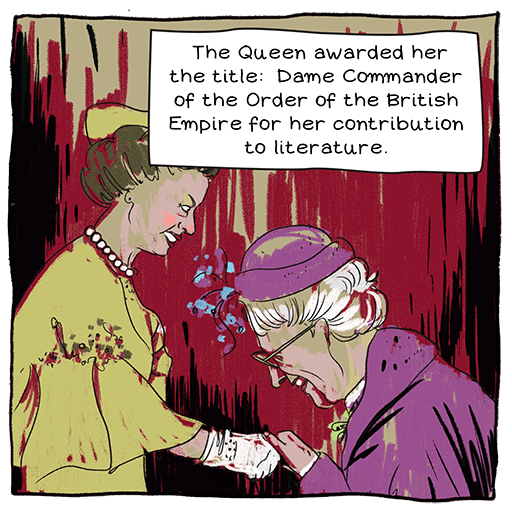 The Queen awarded her
the title: Dame Commander
of the Order of the British
Empire for her contribution
to literature.